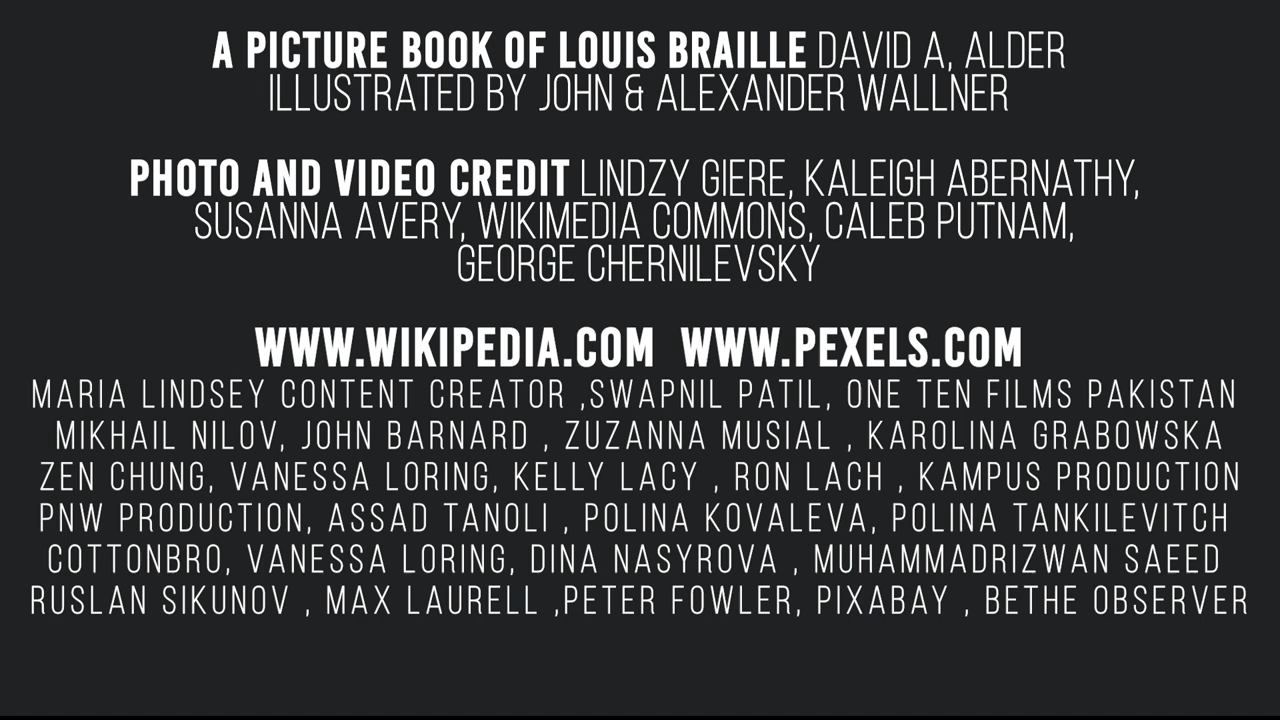 A PICTURE BOOK OF LOUIS BRAILLE DAVID A, ALDER
ILLUSTRATED BY JOHN & ALEXANDER WALLNER
PHOTO AND VIDEO CREDIT LINDZY GIERE, KALEIGH ABERNATHY,
SUSANNA AVERY, WIKIMEDIA COMMONS, CALEB PUTNAM,
GEORGE CHERNILEVSKY
WWW.WIKIPEDIA.COM WWW.PEXELS.COM
MARIA LINDSEY CONTENT CREATOR ,SWAPNIL PATIL, ONE TEN FILMS PAKISTAN
MIKHAIL NILOV, JOHN BARNARD , ZUZANNA MUSIAL , KAROLINA GRABOWSKA
ZEN CHUNG, VANESSA LORING, KELLY LACY , RON LACH , KAMPUS PRODUCTION
PNW PRODUCTION, ASSAD TANOLI , POLINA KOVALEVA, POLINA TANKILEVITCH
COTTONBRO, VANESSA LORING, DINA NASYROVA , MUHAMMADRIZWAN SAEED
RUSLAN SIKUNOV , MAX LAURELL ,PETER FOWLER, PIXABAY , BETHE OBSERVER